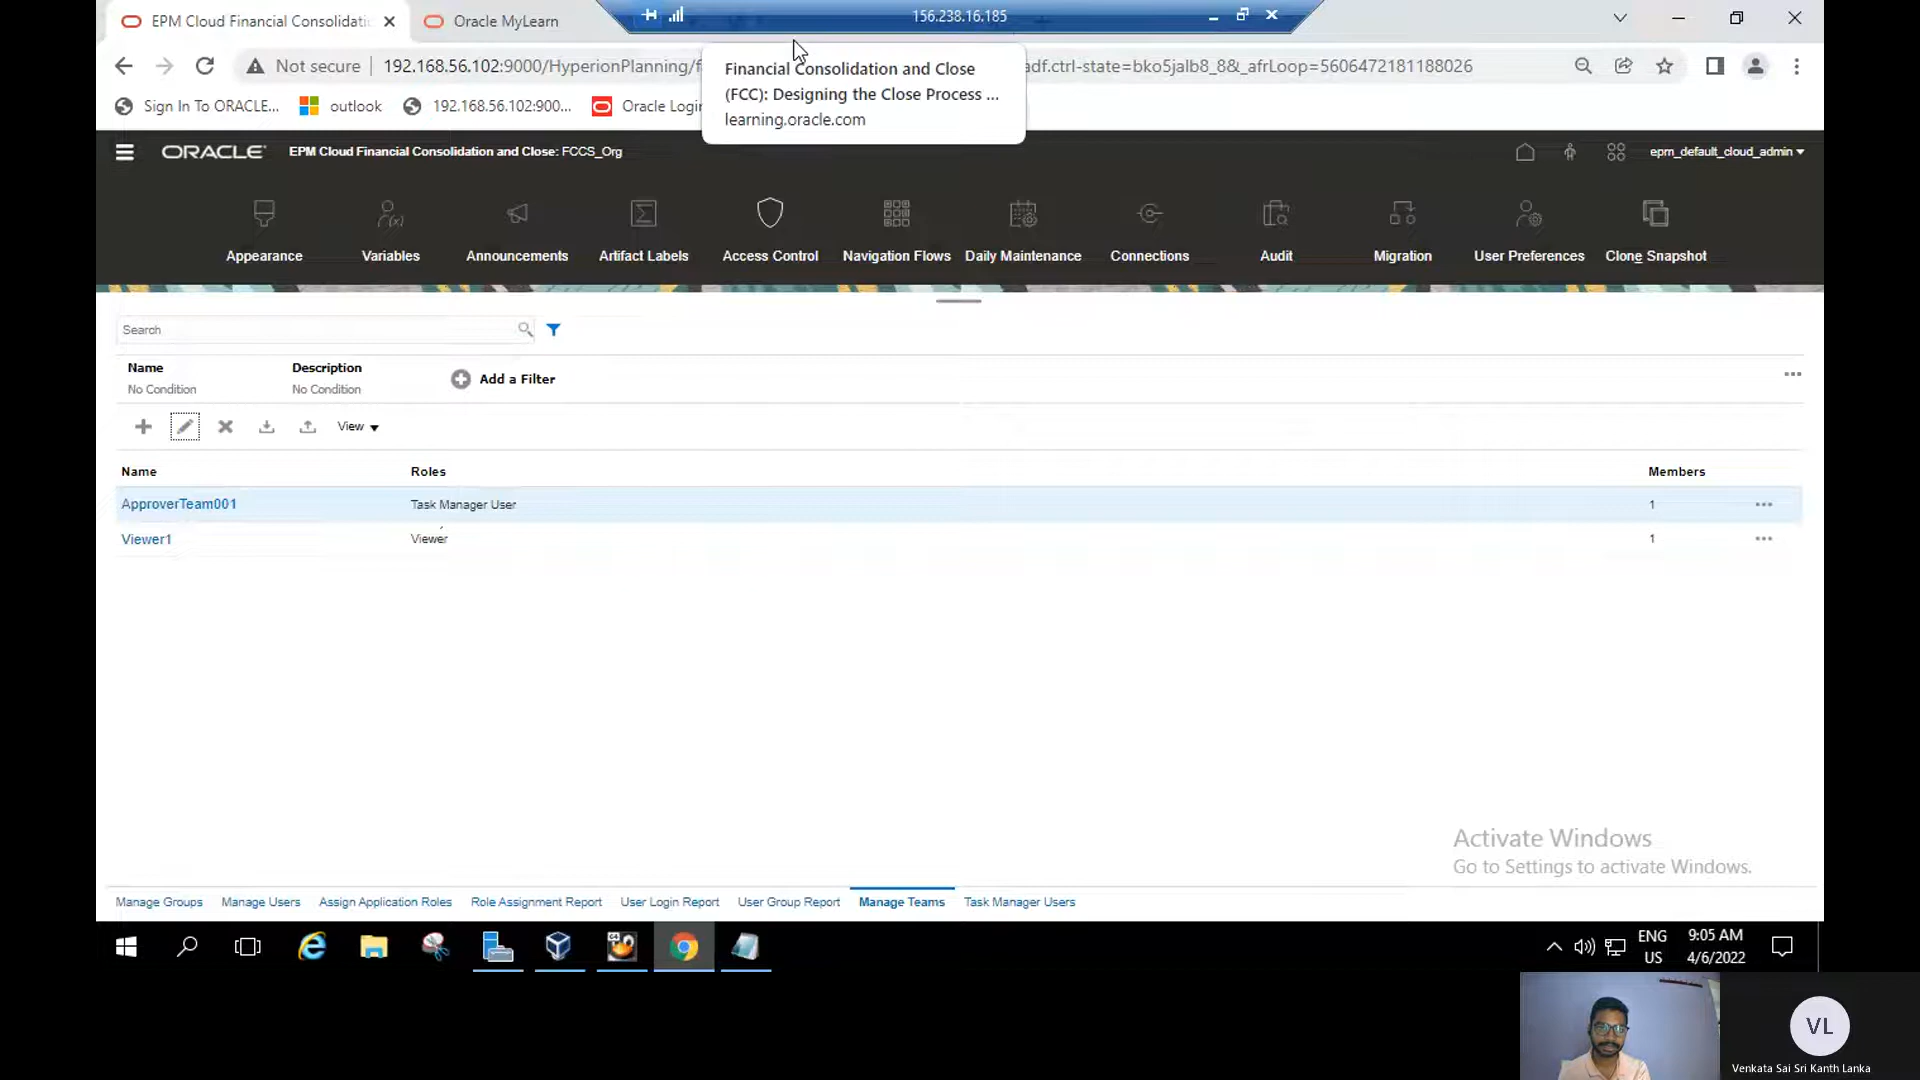 EPM Cloud Financial Consolidati
Oracle MyLearn
156.238.16.185
Not secure
192.168.56.102:9000/HyperionPlanning/f
adf.ctrl-state=bko5jalb8_8&_afrLoop=5606472181188026
Financial Consolidation and Close
(FCC): Designing the Close Process ...
learning.oracle.com
Sign In To ORACLE...
outlook
192.168.56.102:900...
Oracle Login
ORACLE
EPM Cloud Financial Consolidation and Close: FCCS_Org
epm_default_cloud_admin
Appearance
Variables
Announcements
Artifact Labels
Access Control
Navigation Flows
Daily Maintenance
Connections
Audit
Migration
User Preferences
Clone Snapshot
Search
Name
No Condition
Description
No Condition
Add a Filter
View
Name Roles Members
ApproverTeam001 Task Manager User 1
Viewer1 Viewer 1
Activate Windows
Go to Settings to activate Windows.
Manage Groups Manage Users Assign Application Roles Role Assignment Report User Login Report User Group Report Manage Teams Task Manager Users
ENG
US
9:05 AM
4/6/2022
VL
Venkata Sai Sri Kanth Lanka